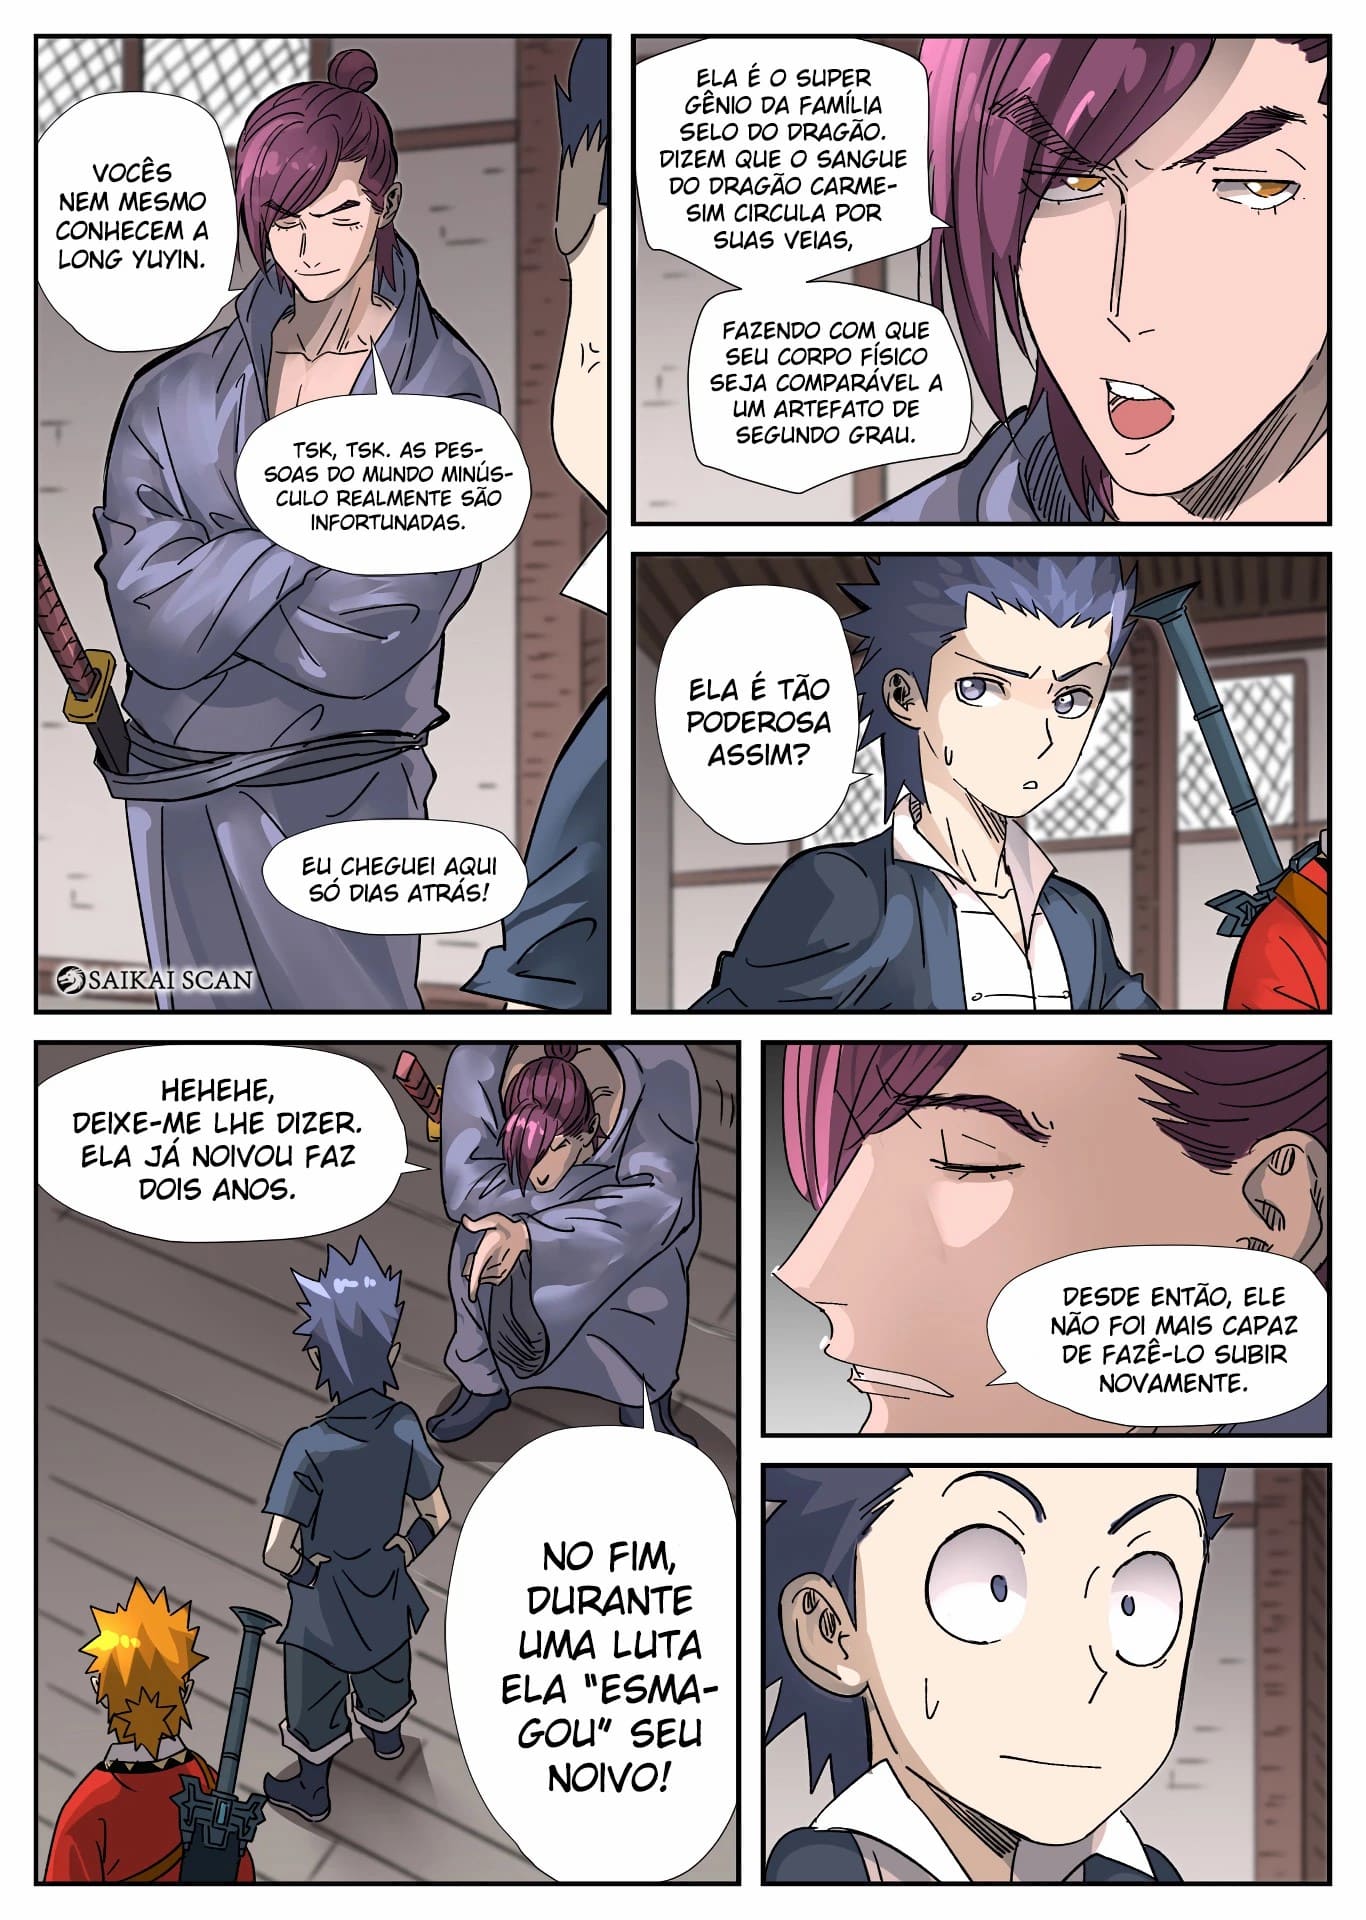 VOCÊS
NEM MESMO
CONHECEM A
LONG YUYIN.
TSK, TSK. AS PES-
SOAS DO MUNDO MINÚS-
CULO REALMENTE SÃO
INFORTUNADAS.
EU CHEGUEI AQUI
SÓ DIAS ATRÁS!
SAIKAI SCAN
ELA É O SUPER
GÊNIO DA FAMÍLIA
SELO DO DRAGÃO.
DIZEM QUE O SANGUE
DO DRAGÃO CARME-
SIM CIRCULA POR
SUAS VEIAS,
FAZENDO COM QUE
SEU CORPO FÍSICO
SEJA COMPARÁVEL A
UM ARTEFATO DE
SEGUNDO GRAU.
ELA É TÃO
PODEROSA
ASSIM?
HEHEHE,
DEIXE-ME LHE DIZER.
ELA JÁ NOIVOU FAZ
DOIS ANOS.
NO FIM,
DURANTE
UMA LUTA
ELA "ESMA-
GOU" SEU
NOIVO!
DESDE ENTÃO, ELE
NÃO FOI MAIS CAPAZ
DE FAZÊ-LO SUBIR
NOVAMENTE.